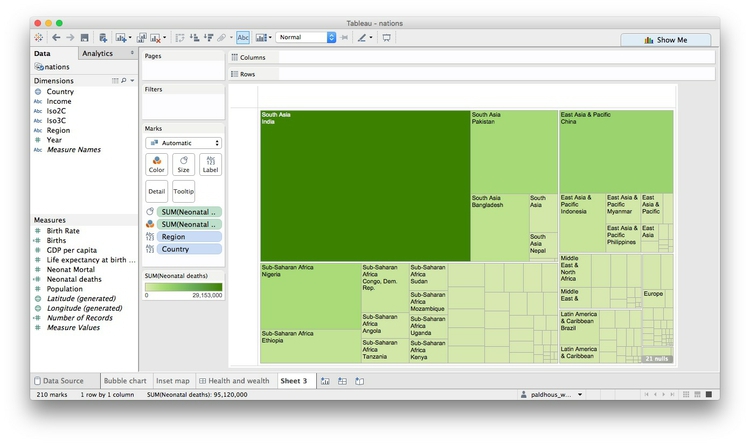 Tableau - nations
Abc
Normal
Show Me
Data
Analytics
nations
Dimensions
Country
Abc Income
Abc Iso2C
Abc Iso3C
Abc Region
# Year
Abc Measure Names
Measures
# Birth Rate
# Births
# GDP per capita
# Life expectancy at birth ...
# Neonat Mortal
# Neonatal deaths
# Population
Latitude (generated)
Longitude (generated)
# Number of Records
# Measure Values
Pages
Filters
Marks
Automatic
Color
Size
Label
Detail
Tooltip
SUM(Neonatal ..
SUM(Neonatal ..
Region
Country
SUM(Neonatal deaths)
0
29,153,000
Columns
Rows
South Asia
India
South Asia
Pakistan
East Asia & Pacific
China
South Asia
Bangladesh
South
Asia
South
Asia
Nepal
East Asia &
Pacific
Indonesia
East Asia &
Pacific
Myanmar
East
Asia &
Pacific
East Asia &
Pacific
Philippines
East
Asia
Sub-Saharan Africa
Nigeria
Sub-Saharan Africa
Ethiopia
Sub-Saharan
Africa
Congo, Dem.
Rep.
Sub-Saharan
Africa
Angola
Sub-Saharan
Africa
Tanzania
Sub-Saharan
Africa
Sudan
Sub-Saharan
Africa
Mozambique
Sub-Saharan
Africa
Uganda
Sub-Saharan
Africa
Kenya
Middle
East &
North
Africa
Middle
East &
Europe
Latin America
& Caribbean
Brazil
Latin America
& Caribbean
21 nulls
Data Source
Bubble chart
Inset map
Health and wealth
Sheet 3
210 marks
1 row by 1 column
SUM(Neonatal deaths): 95,120,000
paldhous_w...